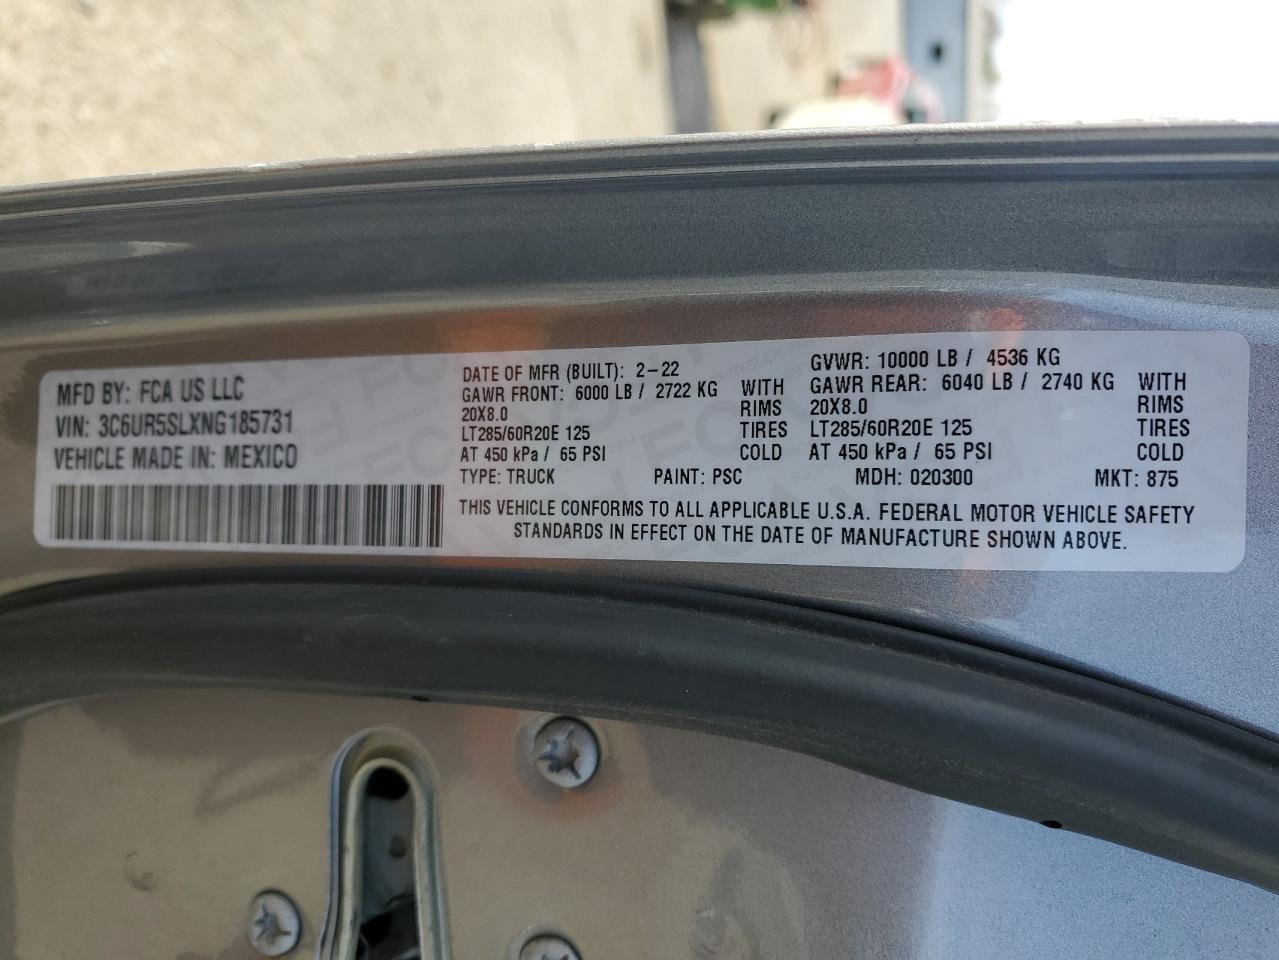 MFD BY: FCA US LLC
VIN: 3C6UR5SLXNG185731
VEHICLE MADE IN: MEXICO
DATE OF MFR (BUILT): 2-22
GAWR FRONT: 6000 LB / 2722 KG WITH
20X8.0 RIMS
LT285/60R20E 125 TIRES
AT 450 kPa / 65 PSI COLD
GVWR: 10000 LB / 4536 KG
GAWR REAR: 6040 LB / 2740 KG WITH
20X8.0 RIMS
LT285/60R20E 125 TIRES
AT 450 kPa / 65 PSI COLD
TYPE: TRUCK PAINT: PSC MDH: 020300 MKT: 875
THIS VEHICLE CONFORMS TO ALL APPLICABLE U.S.A. FEDERAL MOTOR VEHICLE SAFETY
STANDARDS IN EFFECT ON THE DATE OF MANUFACTURE SHOWN ABOVE.